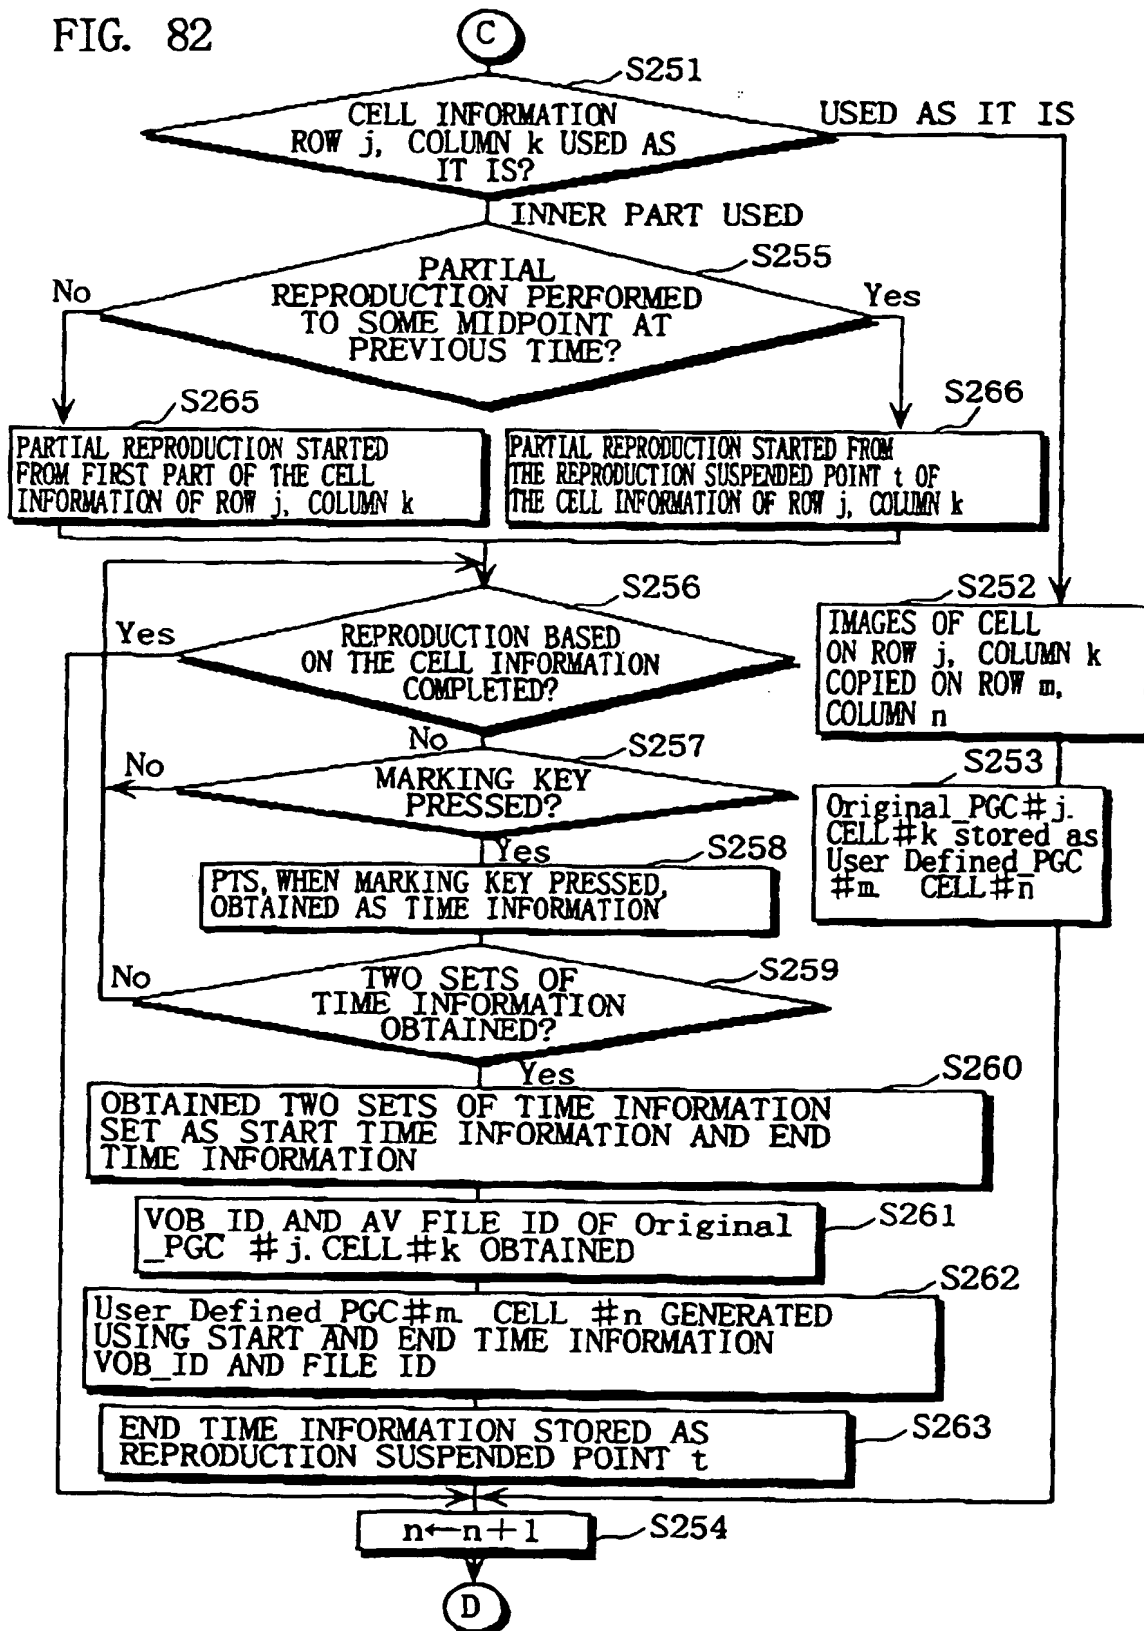 FIG. 82
C
S251
CELL INFORMATION
ROW j, COLUMN k USED AS
IT IS?
USED AS IT IS
INNER PART USED
S255
PARTIAL
REPRODUCTION PERFORMED
TO SOME MIDPOINT AT
PREVIOUS TIME?
No
Yes
S265
PARTIAL REPRODUCTION STARTED
FROM FIRST PART OF THE CELL
INFORMATION OF ROW j, COLUMN k
S266
PARTIAL REPRODUCTION STARTED FROM
THE REPRODUCTION SUSPENDED POINT t OF
THE CELL INFORMATION OF ROW j, COLUMN k
S256
Yes
REPRODUCTION BASED
ON THE CELL INFORMATION
COMPLETED?
No
S252
IMAGES OF CELL
ON ROW j, COLUMN k
COPIED ON ROW m,
COLUMN n
S257
No
MARKING KEY
PRESSED?
Yes
S253
Original_PGC#j.
CELL#k stored as
User Defined_PGC
#m. CELL#n
S258
PTS, WHEN MARKING KEY PRESSED,
OBTAINED AS TIME INFORMATION
S259
No
TWO SETS OF
TIME INFORMATION
OBTAINED?
Yes
S260
OBTAINED TWO SETS OF TIME INFORMATION
SET AS START TIME INFORMATION AND END
TIME INFORMATION
S261
VOB_ID AND AV FILE ID OF Original
_PGC #j. CELL#k OBTAINED
S262
User_Defined_PGC#m. CELL #n GENERATED
USING START AND END TIME INFORMATION
VOB_ID AND FILE ID
S263
END TIME INFORMATION STORED AS
REPRODUCTION SUSPENDED POINT t
S254
n←n+1
D